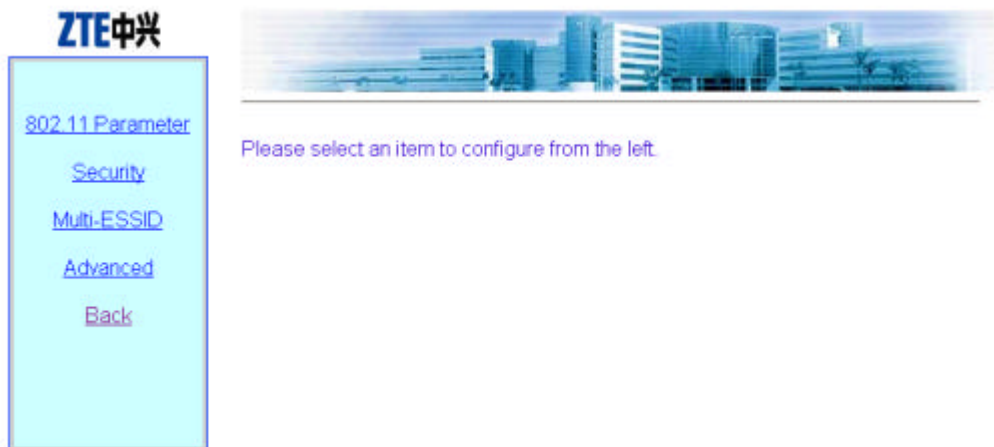 ZTE中兴
802.11 Parameter
Security
Multi-ESSID
Advanced
Back
Please select an item to configure from the left.